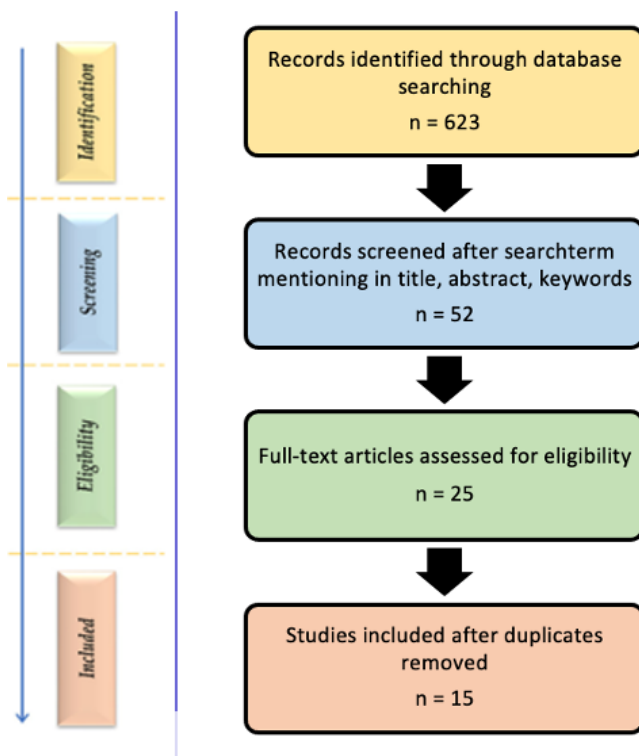 Identification
Records identified through database
searching
n = 623
Screening
Records screened after searchterm
mentioning in title, abstract, keywords
n = 52
Eligibility
Full-text articles assessed for eligibility
n = 25
Included
Studies included after duplicates
removed
n = 15